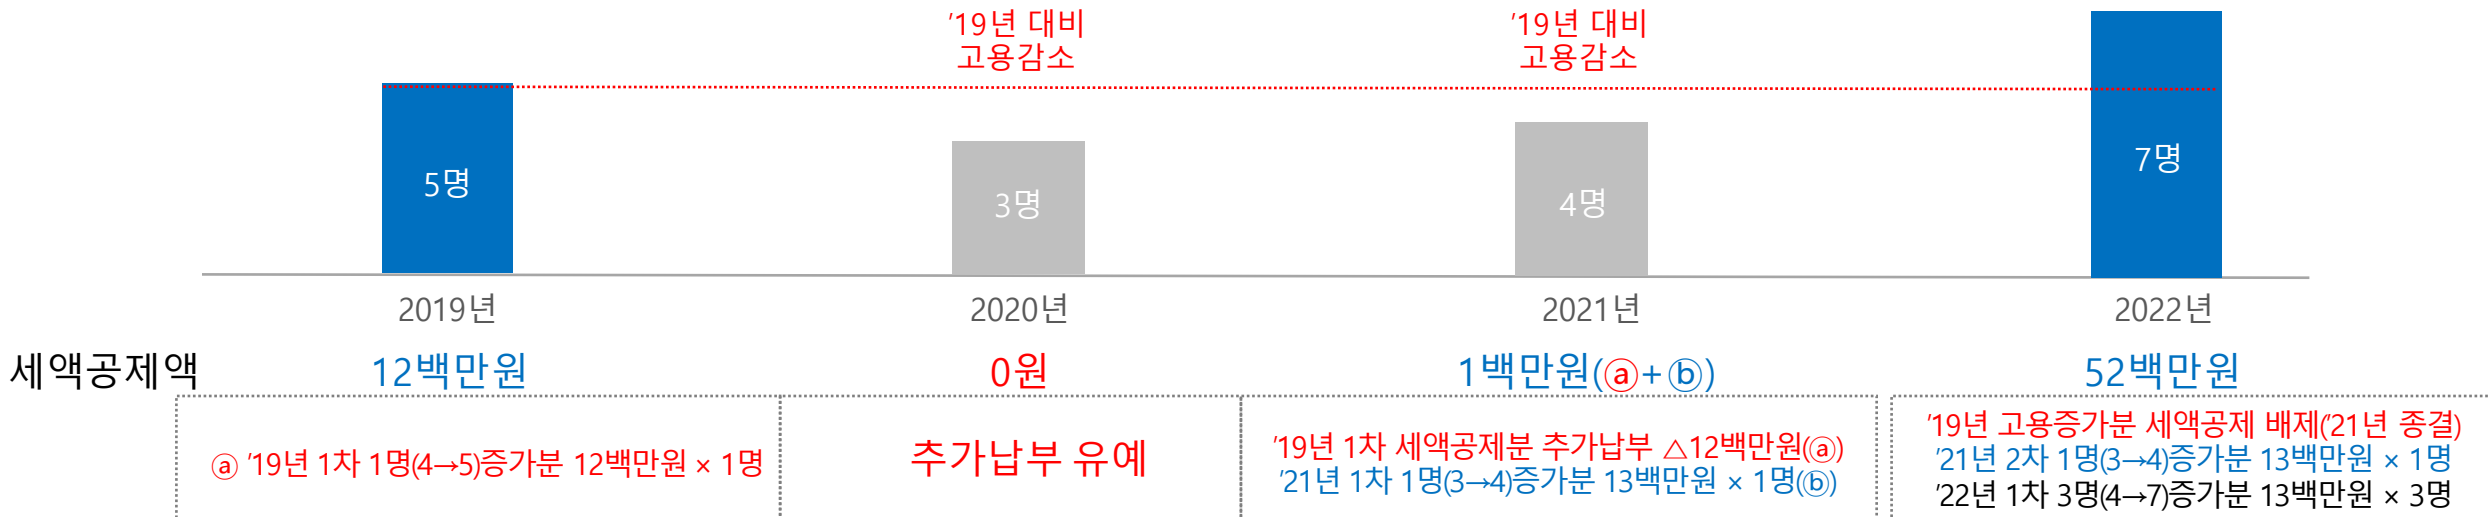 '19년 대비
고용감소
'19년 대비
고용감소
5명
3명
4명
7명
2019년
2020년
2021년
2022년
세액공제액
12백만원
0원
1백만원(ⓐ+ⓑ)
52백만원
ⓐ '19년 1차 1명(4→5)증가분 12백만원 × 1명
추가납부 유예
'19년 1차 세액공제분 추가납부 △12백만원(ⓐ)
'21년 1차 1명(3→4)증가분 13백만원 × 1명(ⓑ)
'19년 고용증가분 세액공제 배제('21년 종결)
'21년 2차 1명(3→4)증가분 13백만원 × 1명
'22년 1차 3명(4→7)증가분 13백만원 × 3명